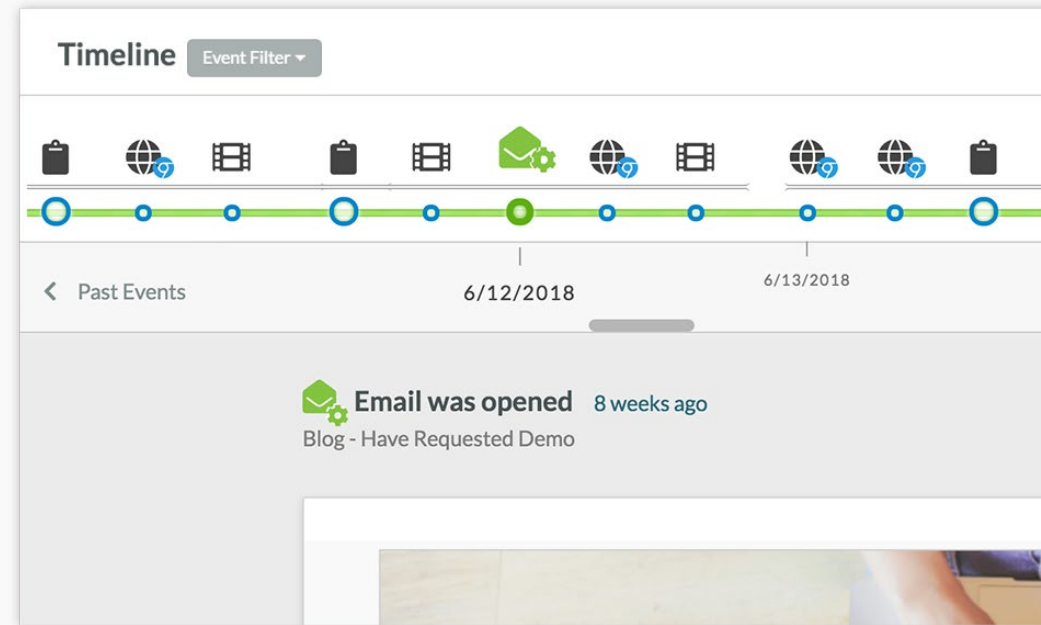 Timeline
Event Filter
Past Events
6/12/2018
6/13/2018
Email was opened 8 weeks ago
Blog - Have Requested Demo